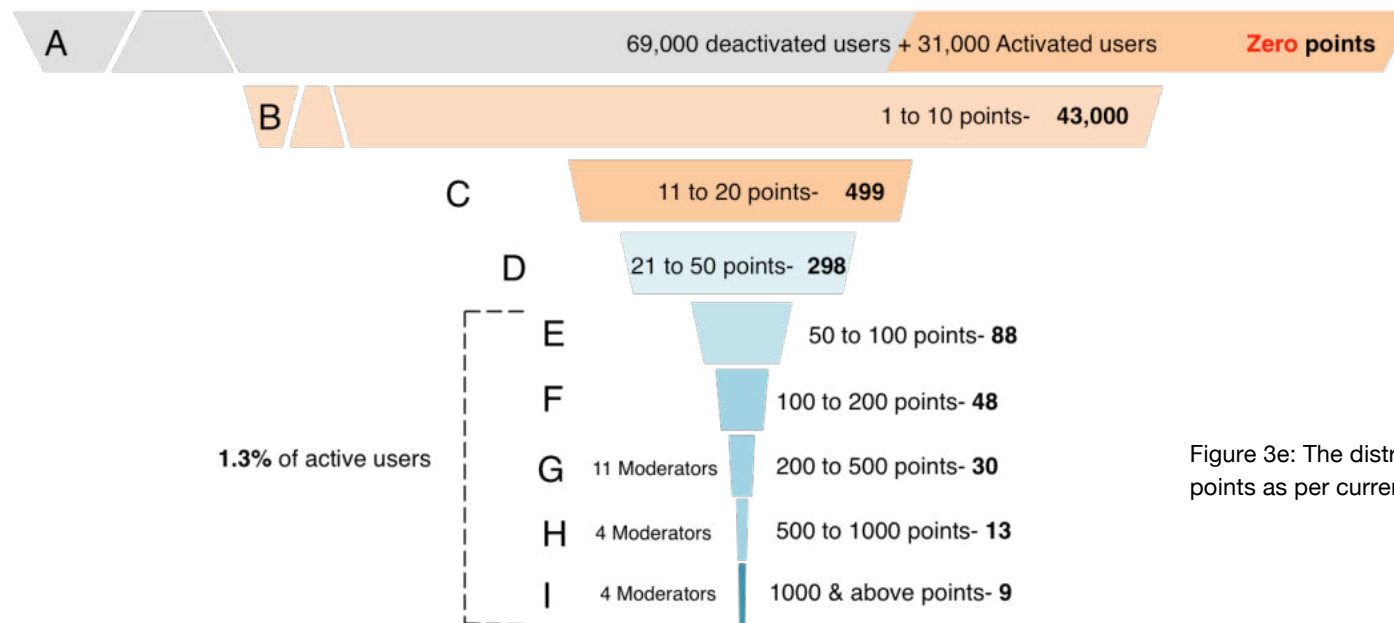 A 69,000 deactivated users + 31,000 Activated users Zero points
B 1 to 10 points- 43,000
C 11 to 20 points- 499
D 21 to 50 points- 298
E 50 to 100 points- 88
F 100 to 200 points- 48
1.3% of active users
G 11 Moderators 200 to 500 points- 30
H 4 Moderators 500 to 1000 points- 13
I 4 Moderators 1000 & above points- 9
Figure 3e: The distr
points as per curren